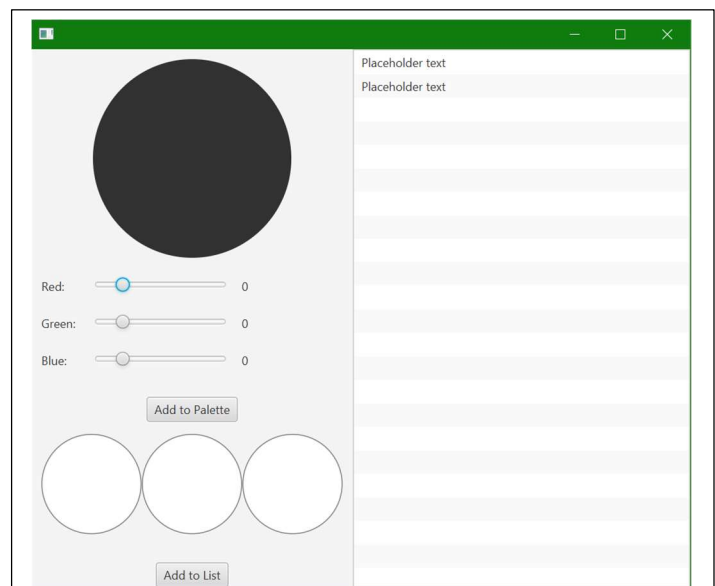 Placeholder text
Placeholder text
Red: 0
Green: 0
Blue: 0
Add to Palette
Add to List